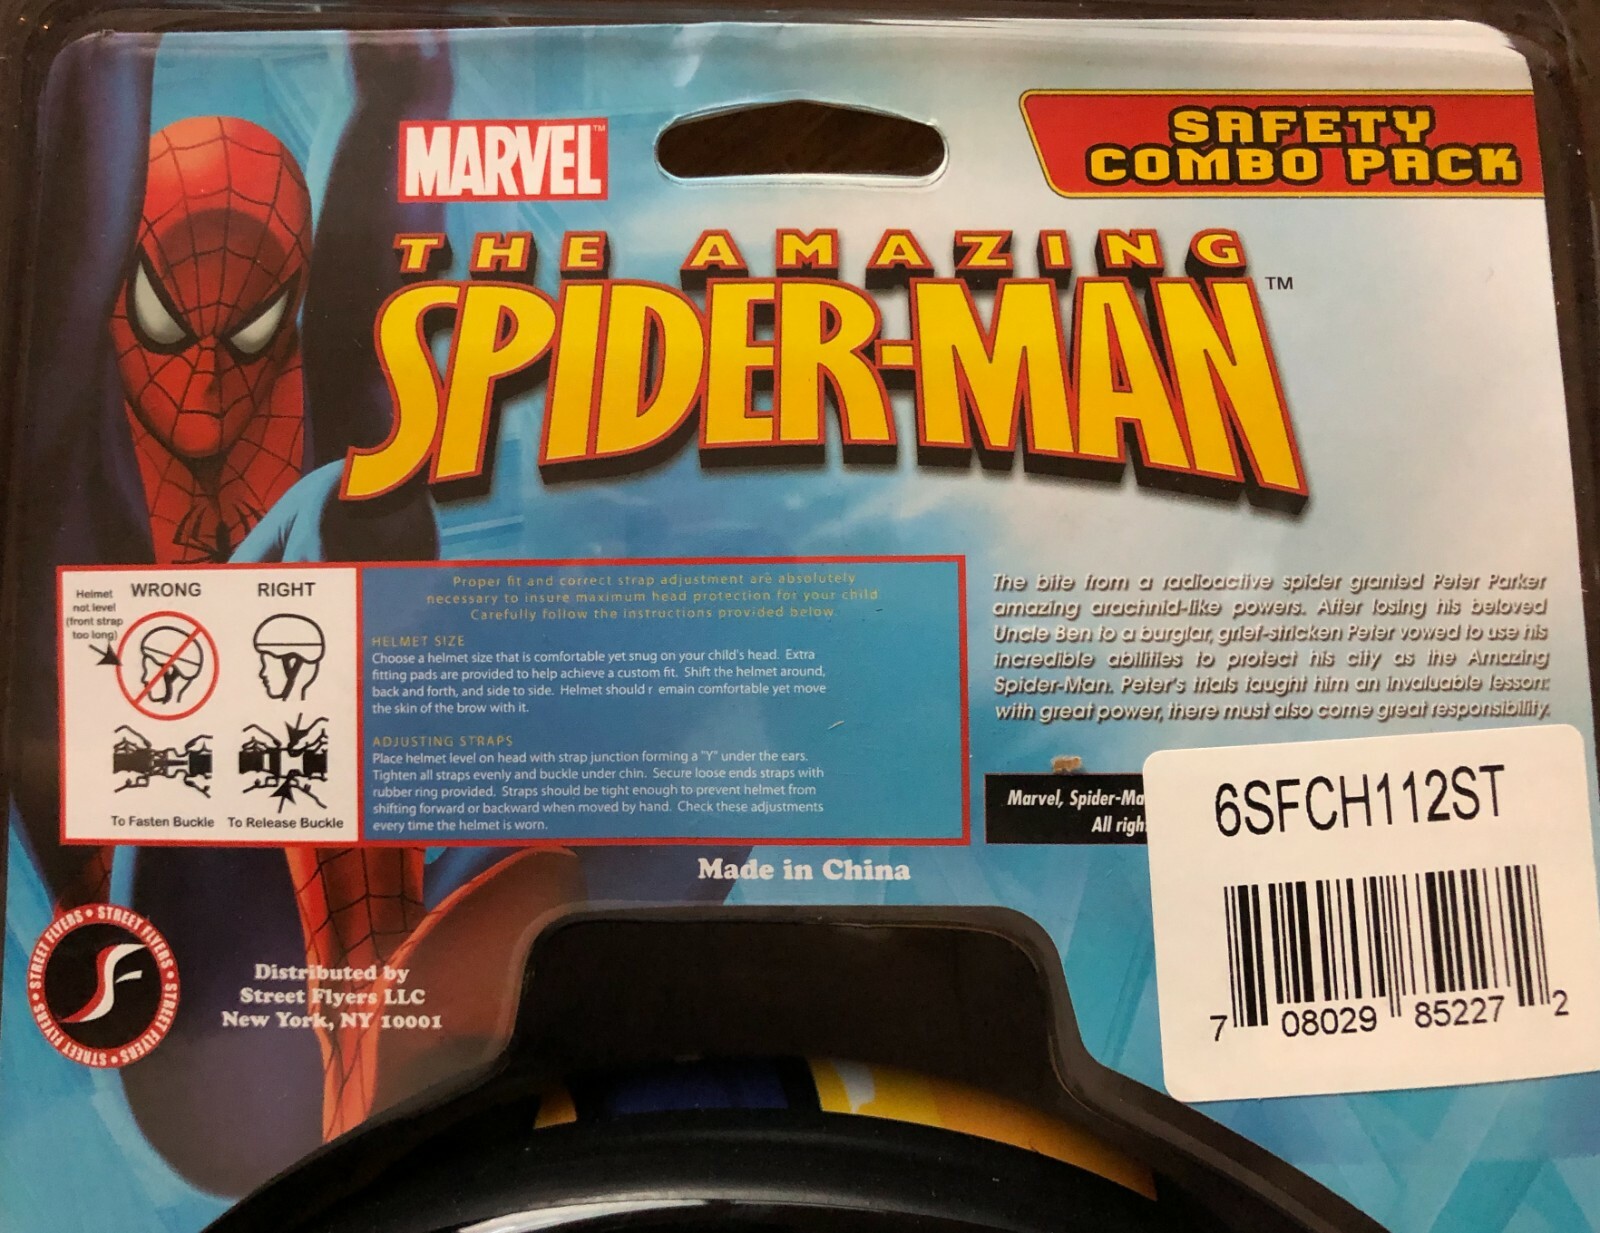 MARVEL™
SAFETY
COMBO PACK
THE AMAZING
SPIDER-MAN™
Helmet
not level
(front strap
too long)
WRONG
RIGHT
To Fasten Buckle
To Release Buckle
Proper fit and correct strap adjustment are absolutely
necessary to insure maximum head protection for your child
Carefully follow the instructions provided below.
HELMET SIZE
Choose a helmet size that is comfortable yet snug on your child's head. Extra
fitting pads are provided to help achieve a custom fit. Shift the helmet around,
back and forth, and side to side. Helmet should r emain comfortable yet move
the skin of the brow with it.
ADJUSTING STRAPS
Place helmet level on head with strap junction forming a "Y" under the ears.
Tighten all straps evenly and buckle under chin. Secure loose ends straps with
rubber ring provided. Straps should be tight enough to prevent helmet from
shifting forward or backward when moved by hand. Check these adjustments
every time the helmet is worn.
The bite from a radioactive spider granted Peter Parker
amazing arachnid-like powers. After losing his beloved
Uncle Ben to a burglar, grief-stricken Peter vowed to use his
incredible abilities to protect his city as the Amazing
Spider-Man. Peter's trials taught him an invaluable lesson:
with great power, there must also come great responsibility.
Marvel, Spider-Ma
All righ
6SFCH112ST
7 08029 85227 2
Made in China
STREET FLYERS • STREET FLYERS • STREET FLYERS • STREET FLYERS •
SF
Distributed by
Street Flyers LLC
New York, NY 10001